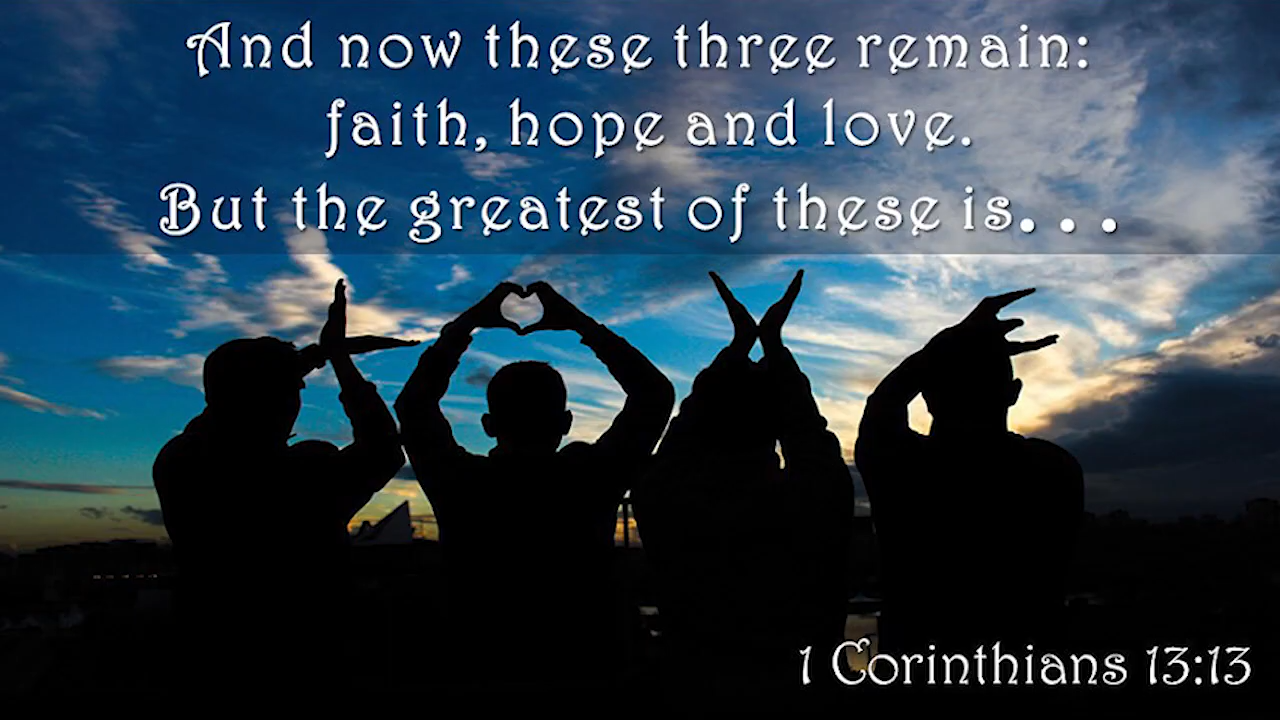 And now these three remain:
faith, hope and love.
But the greatest of these is. . .
1 Corinthians 13:13